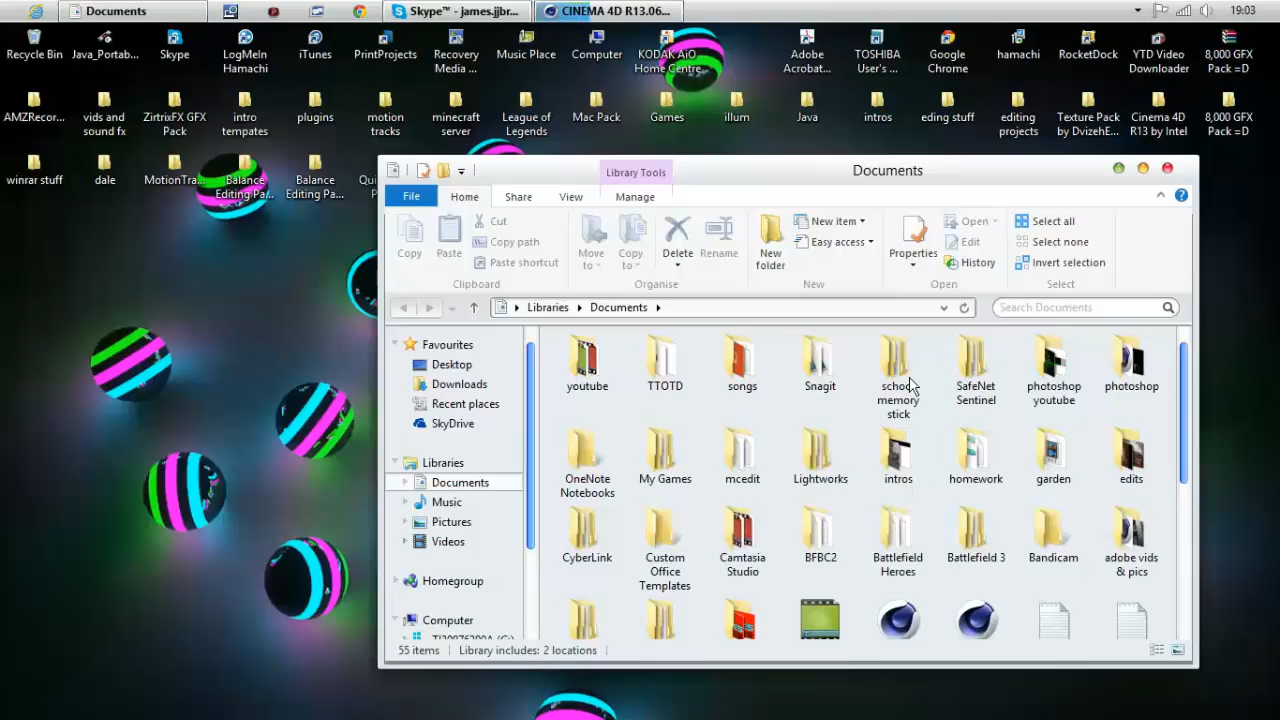 Documents
Skype™ - james.jjbr...
CINEMA 4D R13.06...
19:03
Recycle Bin
Java_Portab...
Skype
LogMeIn
Hamachi
iTunes
PrintProjects
Recovery
Media ...
Music Place
Computer
KODAK AiO
Home Centre...
Adobe
Acrobat...
TOSHIBA
User's ...
Google
Chrome
hamachi
RocketDock
YTD Video
Downloader
8,000 GFX
Pack =D
AMZRecor...
vids and
sound fx
ZirtrixFX GFX
Pack
intro
templates
plugins
motion
tracks
minecraft
server
League of
Legends
Mac Pack
Games
illum
Java
intros
eding stuff
editing
projects
Texture Pack
by DvizehE...
Cinema 4D
R13 by Intel
8,000 GFX
Pack =D
winrar stuff
dale
MotionTra...
Balance
Editing Pa...
Balance
Editing Pa...
Library Tools
Documents
File
Home
Share
View
Manage
Copy
Paste
Cut
Copy path
Paste shortcut
Clipboard
Move
to
Copy
to
Delete
Rename
Organise
New
folder
New item
Easy access
New
Properties
Open
Edit
History
Open
Select all
Select none
Invert selection
Select
Libraries
Documents
Search Documents
Favourites
Desktop
Downloads
Recent places
SkyDrive
Libraries
Documents
Music
Pictures
Videos
Homegroup
Computer
youtube
TTOTD
songs
Snagit
school
memory
stick
SafeNet
Sentinel
photoshop
youtube
photoshop
OneNote
Notebooks
My Games
mcedit
Lightworks
intros
homework
garden
edits
CyberLink
Custom
Office
Templates
Camtasia
Studio
BFBC2
Battlefield
Heroes
Battlefield 3
Bandicam
adobe vids
& pics
55 items
Library includes: 2 locations